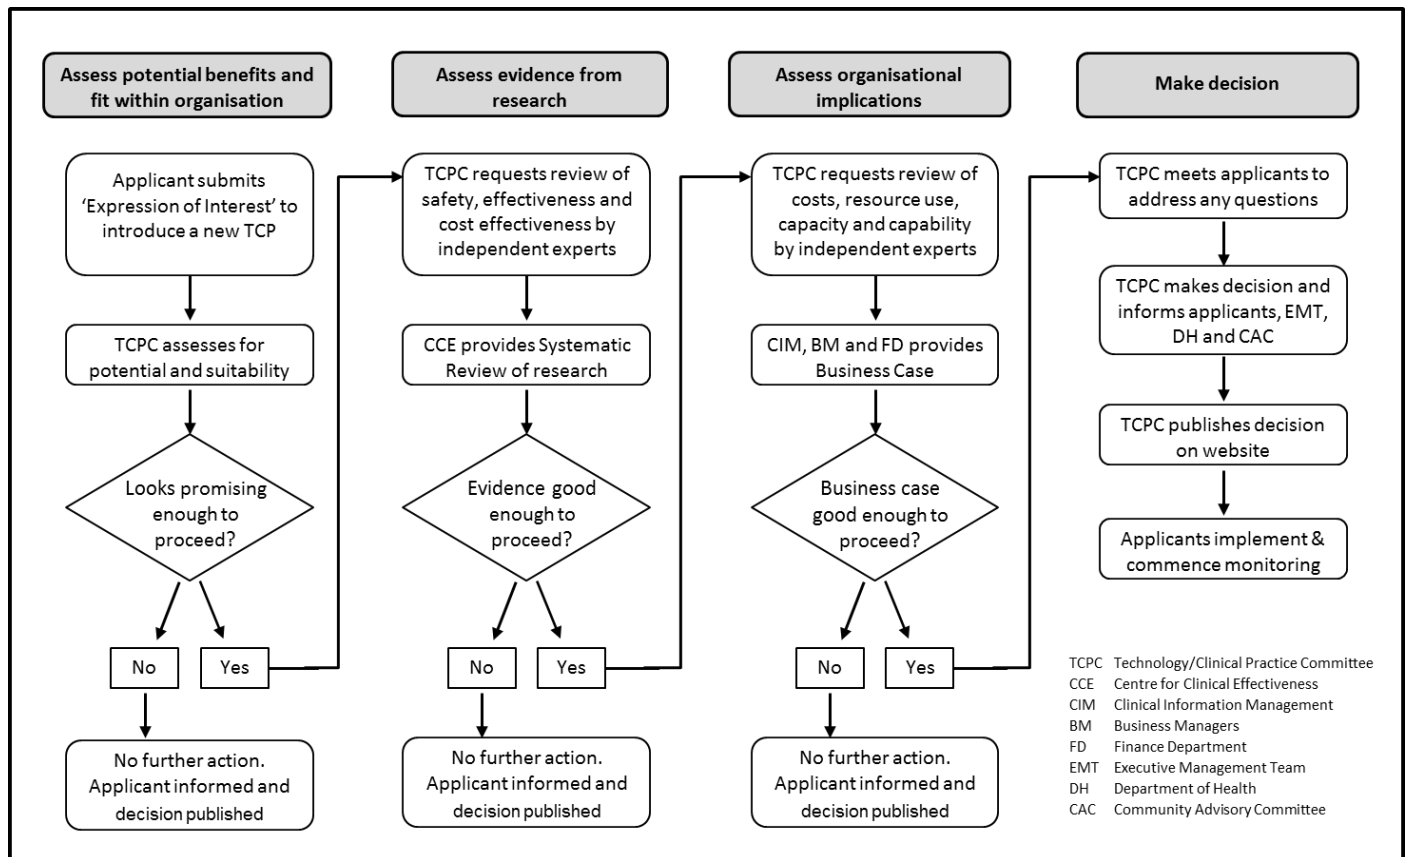 Assess potential benefits and
fit within organisation
Applicant submits
‘Expression of Interest’ to
introduce a new TCP
TCPC assesses for
potential and suitability
Looks promising
enough to
proceed?
No
Yes
No further action.
Applicant informed and
decision published
Assess evidence from
research
TCPC requests review of
safety, effectiveness and
cost effectiveness by
independent experts
CCE provides Systematic
Review of research
Evidence good
enough to
proceed?
No
Yes
No further action.
Applicant informed and
decision published
Assess organisational
implications
TCPC requests review of
costs, resource use,
capacity and capability
by independent experts
CIM, BM and FD provides
Business Case
Business case
good enough to
proceed?
No
Yes
No further action.
Applicant informed and
decision published
Make decision
TCPC meets applicants to
address any questions
TCPC makes decision and
informs applicants, EMT,
DH and CAC
TCPC publishes decision
on website
Applicants implement &
commence monitoring
TCPC Technology/Clinical Practice Committee
CCE Centre for Clinical Effectiveness
CIM Clinical Information Management
BM Business Managers
FD Finance Department
EMT Executive Management Team
DH Department of Health
CAC Community Advisory Committee